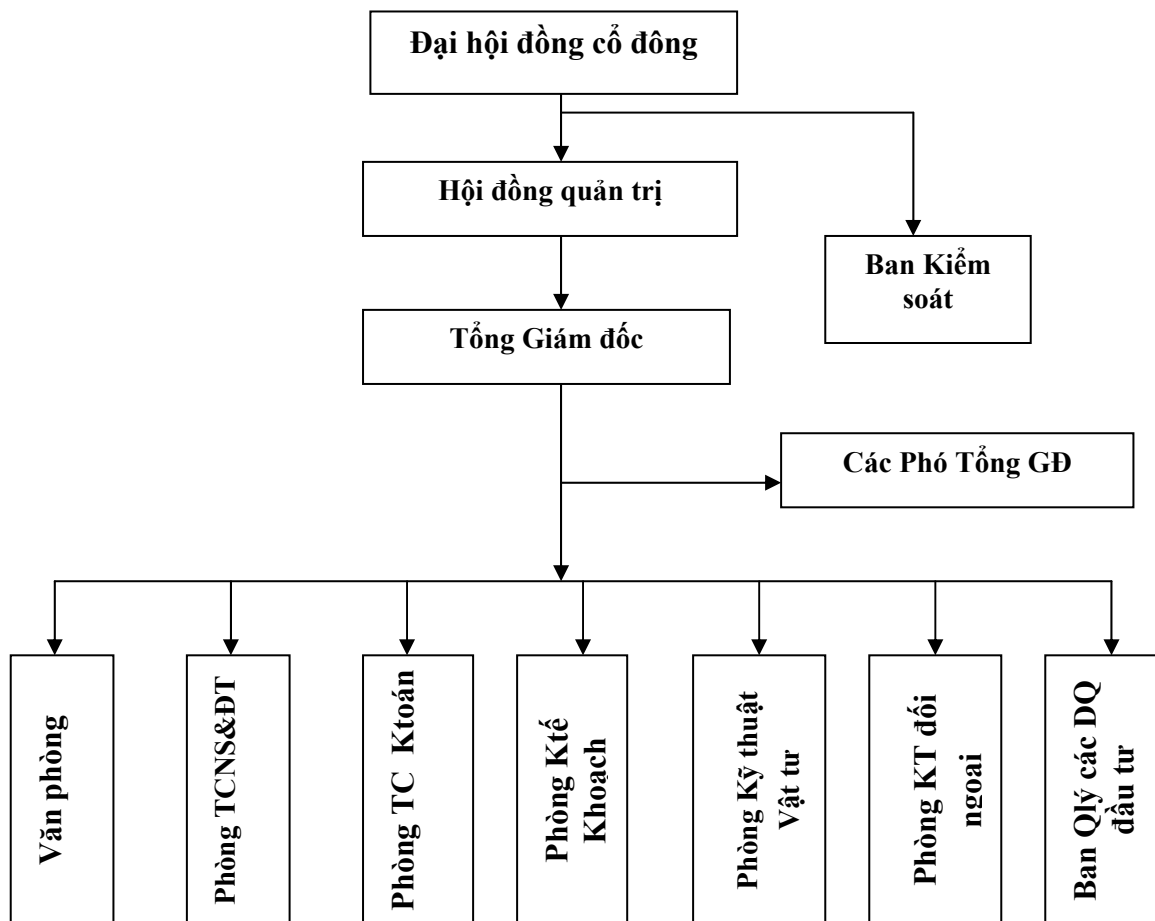 Đại hội đồng cổ đông
Hội đồng quản trị
Ban Kiểm
soát
Tổng Giám đốc
Các Phó Tổng GĐ
Văn phòng
Phòng TCNS&ĐT
Phòng TC Ktoán
Phòng Ktế
Khoạch
Phòng Kỹ thuật
Vật tư
Phòng KT đối
ngoai
Ban Qlý các DQ
đầu tư